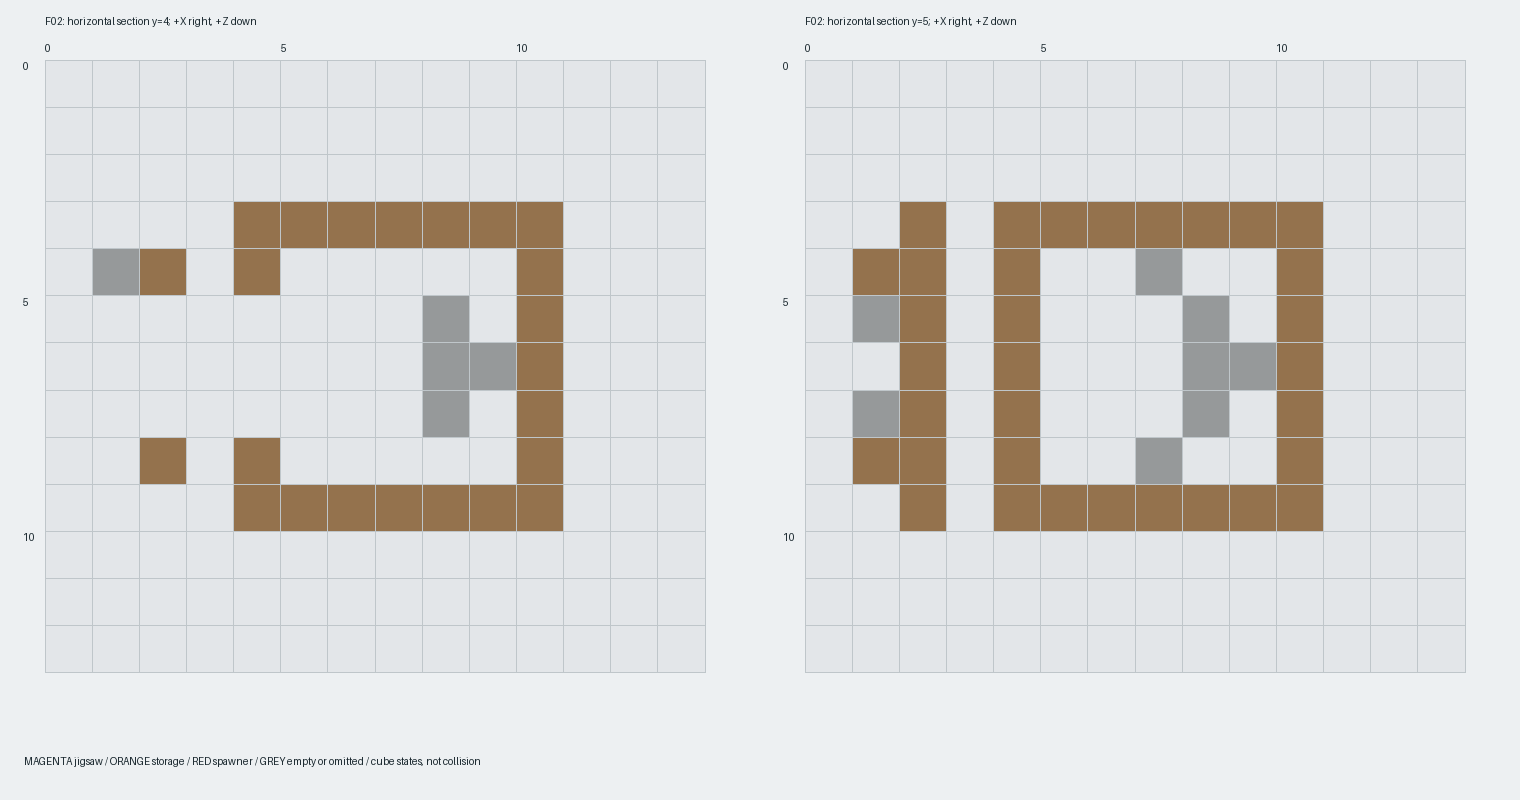 F02: horizontal section y=4; +X right, +Z down
F02: horizontal section y=5; +X right, +Z down
0 5 10
0 5 10
0
0
5
5
10
10
MAGENTA jigsaw / ORANGE storage / RED spawner / GREY empty or omitted / cube states, not collision